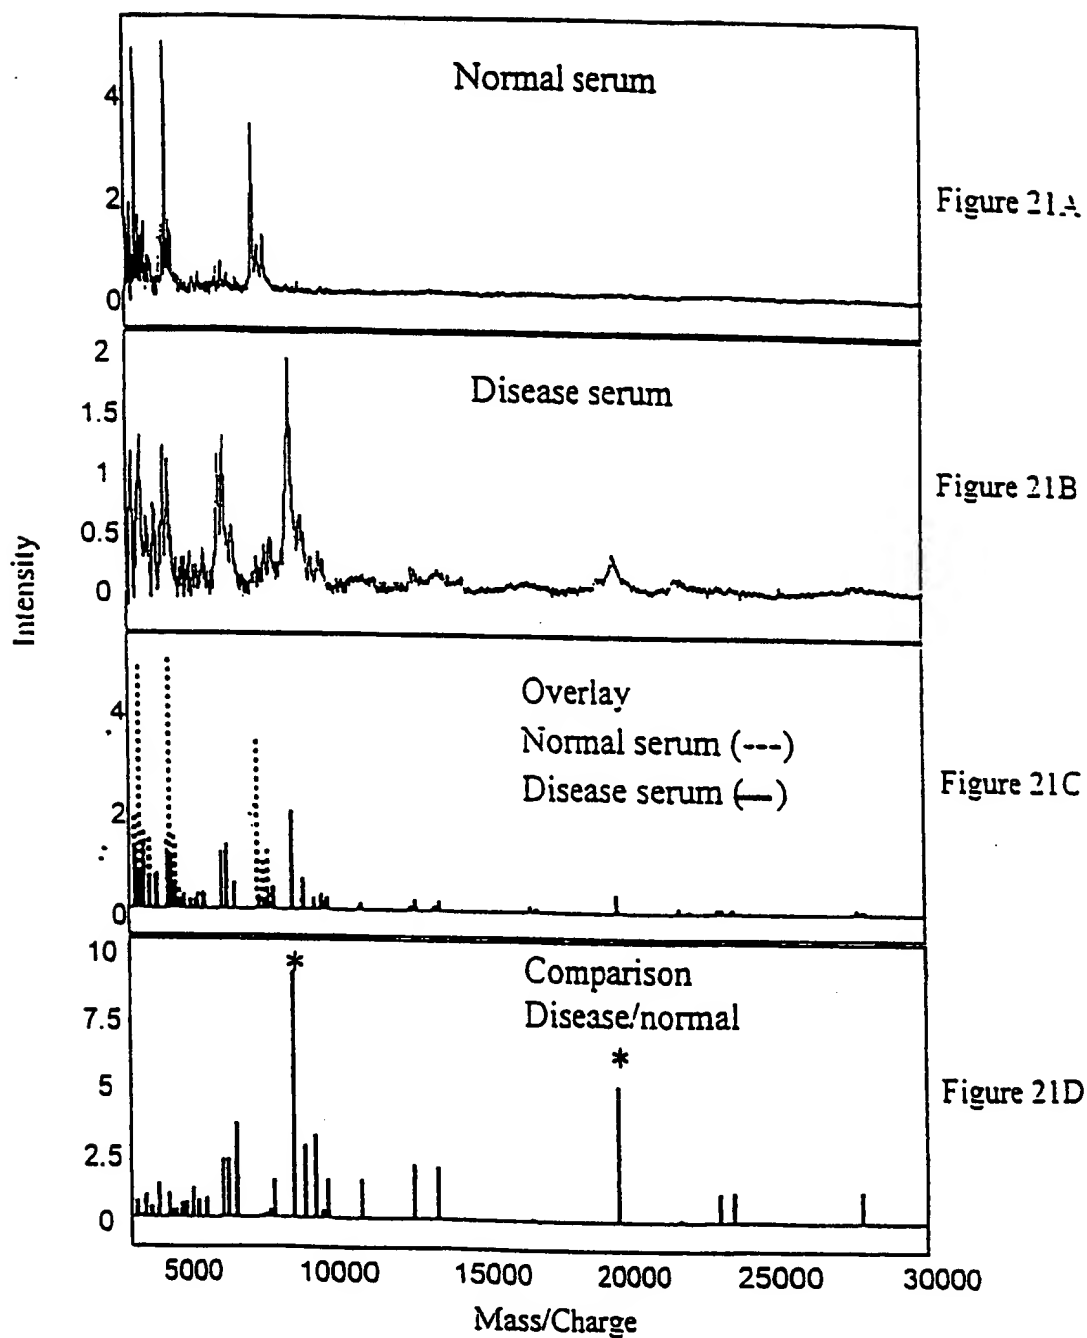 Normal serum
4
2
0
Figure 21A
Disease serum
2
1.5
1
0.5
0
Figure 21B
Intensity
Overlay
Normal serum (---)
Disease serum (—)
4
2
0
Figure 21C
Comparison
Disease/normal
*
*
10
7.5
5
2.5
0
Figure 21D
5000 10000 15000 20000 25000 30000
Mass/Charge